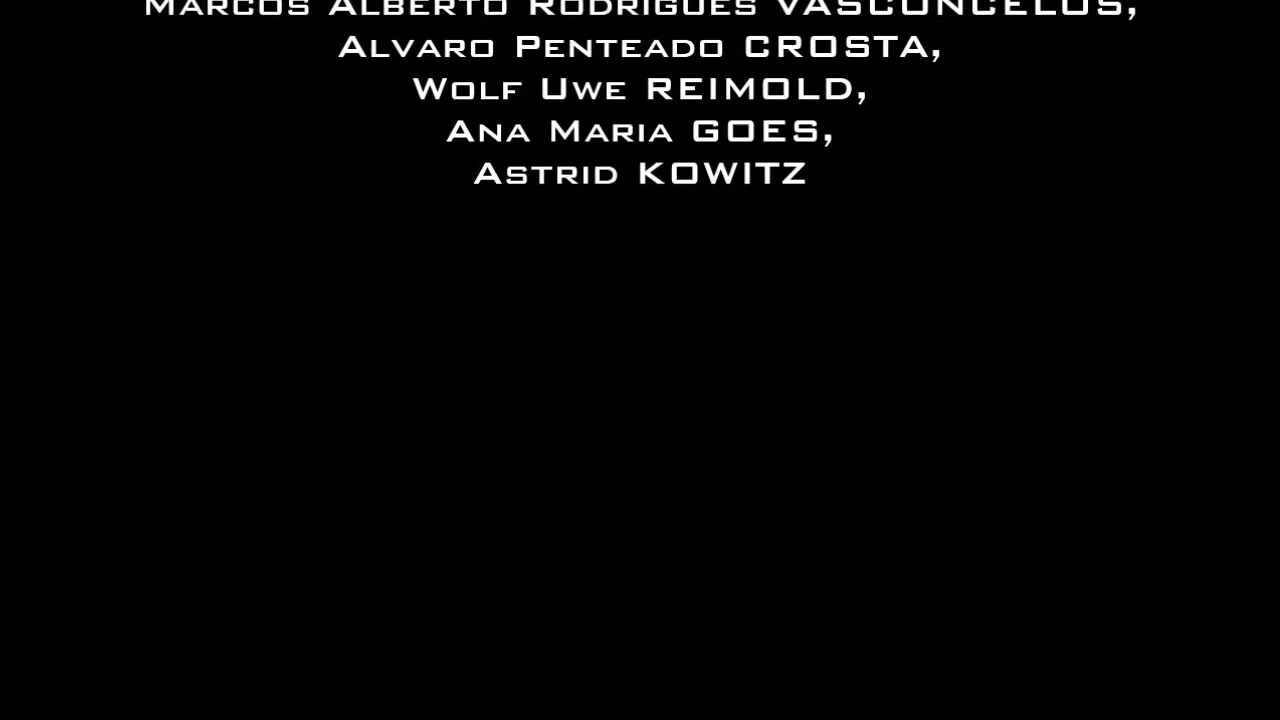 Marcos Alberto Rodrigues VASCONCELOS,
Alvaro Penteado CROSTA,
Wolf Uwe REIMOLD,
Ana Maria GOES,
Astrid KOWITZ